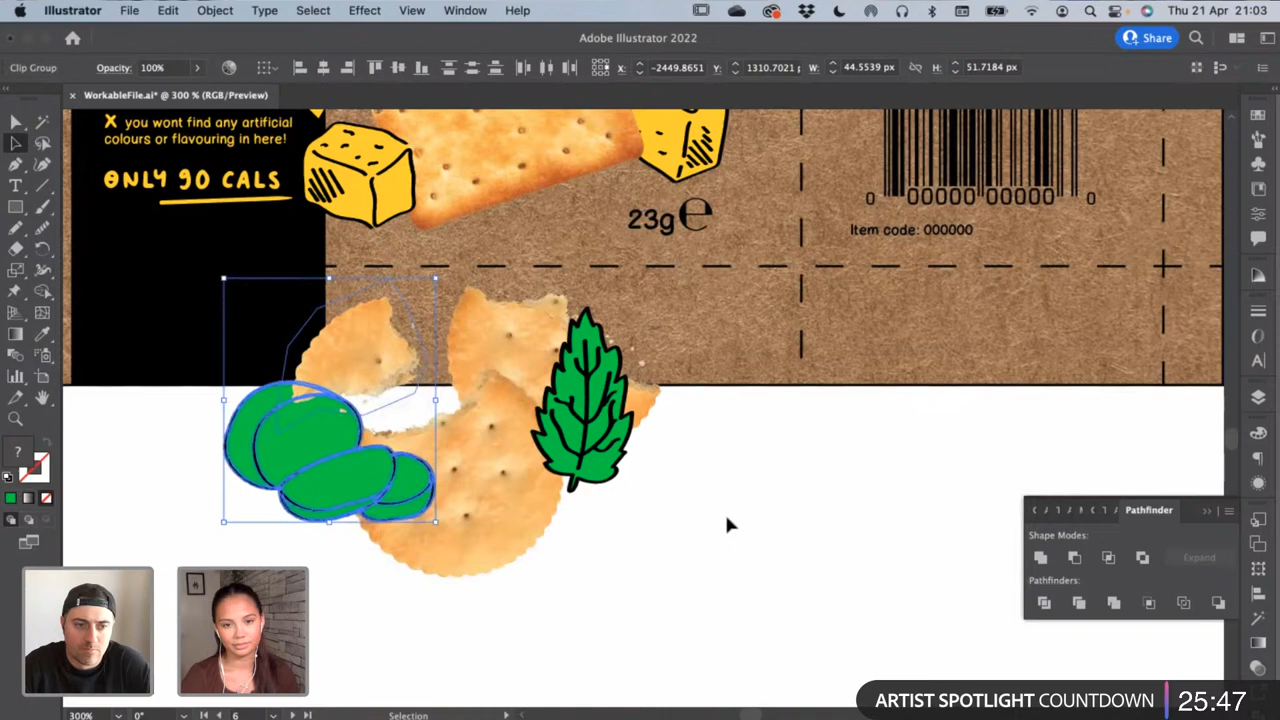 Illustrator File Edit Object Type Select Effect View Window Help
Thu 21 Apr 21:03
Adobe Illustrator 2022
Share
Clip Group
Opacity: 100%
X: -2449.8651
Y: 1310.7021
W: 44.5539 px
H: 51.7184 px
× WorkableFile.ai* @ 300 % (RGB/Preview)
X you wont find any artificial
colours or flavouring in here!
ONLY 90 CALS
23g℮
0 00000 00000 0
Item code: 000000
Pathfinder
Shape Modes:
Expand
Pathfinders:
ARTIST SPOTLIGHT COUNTDOWN 25:47
300% 0° 6 Selection